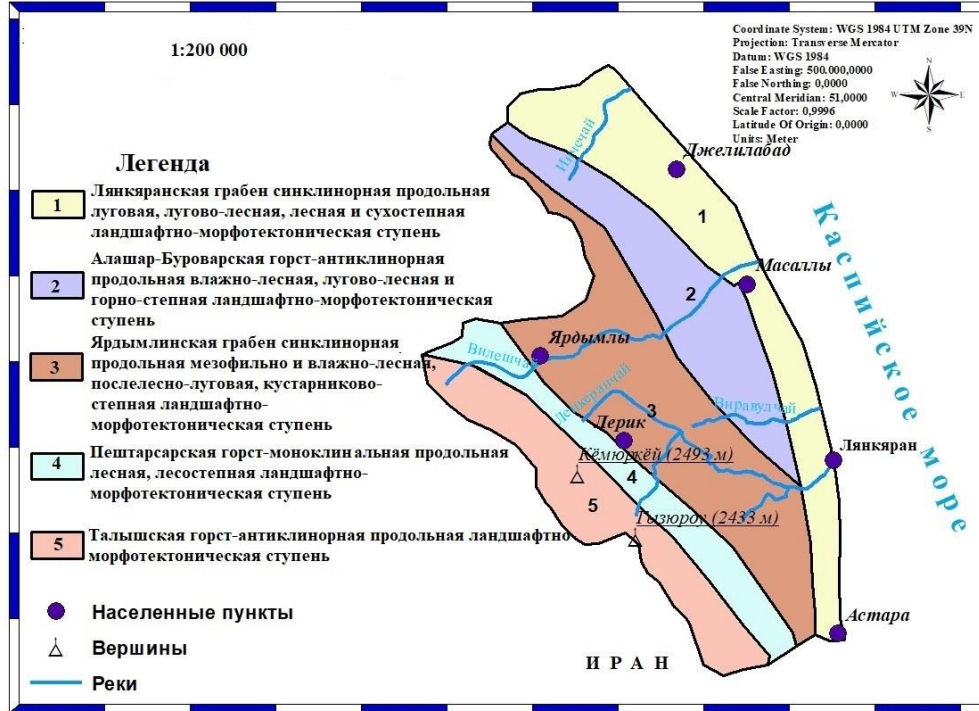 1:200 000
Coordinate System: WGS 1984 UTM Zone 39N
Projection: Transverse Mercator
Datum: WGS 1984
False Easting: 500.000,0000
False Northing: 0,0000
Central Meridian: 51,0000
Scale Factor: 0,9996
Latitude Of Origin: 0,0000
Units: Meter
N
W
E
S
Легенда
1
Лянкяранская грабен синклинорная продольная
луговая, лугово-лесная, лесная и сухостепная
ландшафтно-морфотектоническая ступень
2
Алашар-Буроварская горст-антиклинорная
продольная влажно-лесная, лугово-лесная и
горно-степная ландшафтно-морфотектоническая
ступень
3
Ярдымлинская грабен синклинорная
продольная мезофильно и влажно-лесная,
послелесно-луговая, кустарниково-
степная ландшафтно-
морфотектоническая ступень
4
Пештарсарская горст-моноклинальная продольная
лесная, лесостепная ландшафтно-
морфотектоническая ступень
5
Талышская горст-антиклинорная продольная ландшафтно
морфотектоническая ступень
Населенные пункты
Вершины
Реки
Инчечай
Джелилабад
1
Масаллы
2
Ярдымлы
Вилешчай
Ленкеранчай
3
Виравулчай
Лерик
Кёмюркёй (2493 м)
4
5
Гызюроу (2433 м)
Лянкяран
Астара
Каспийское море
ИРАН